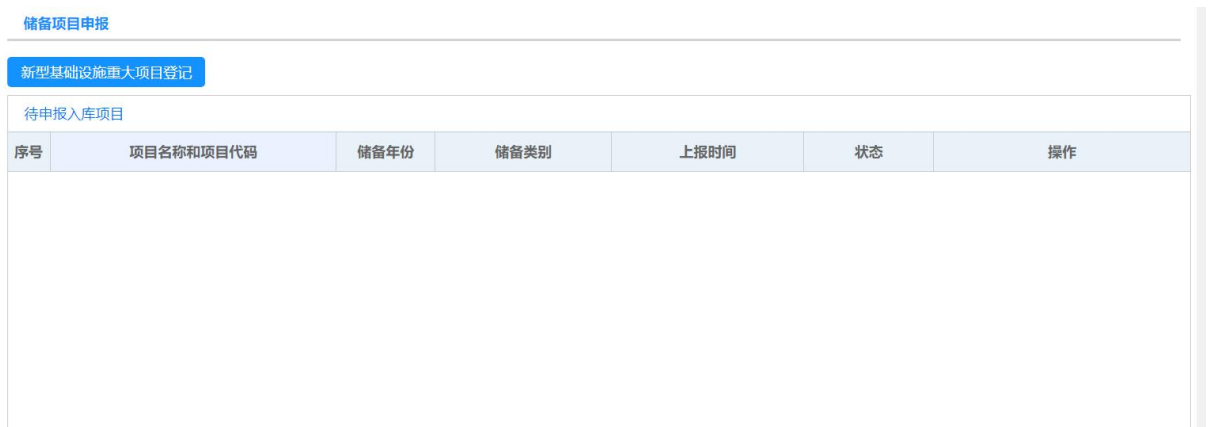 储备项目申报
新型基础设施重大项目登记
待申报入库项目
序号 项目名称和项目代码 储备年份 储备类别 上报时间 状态 操作